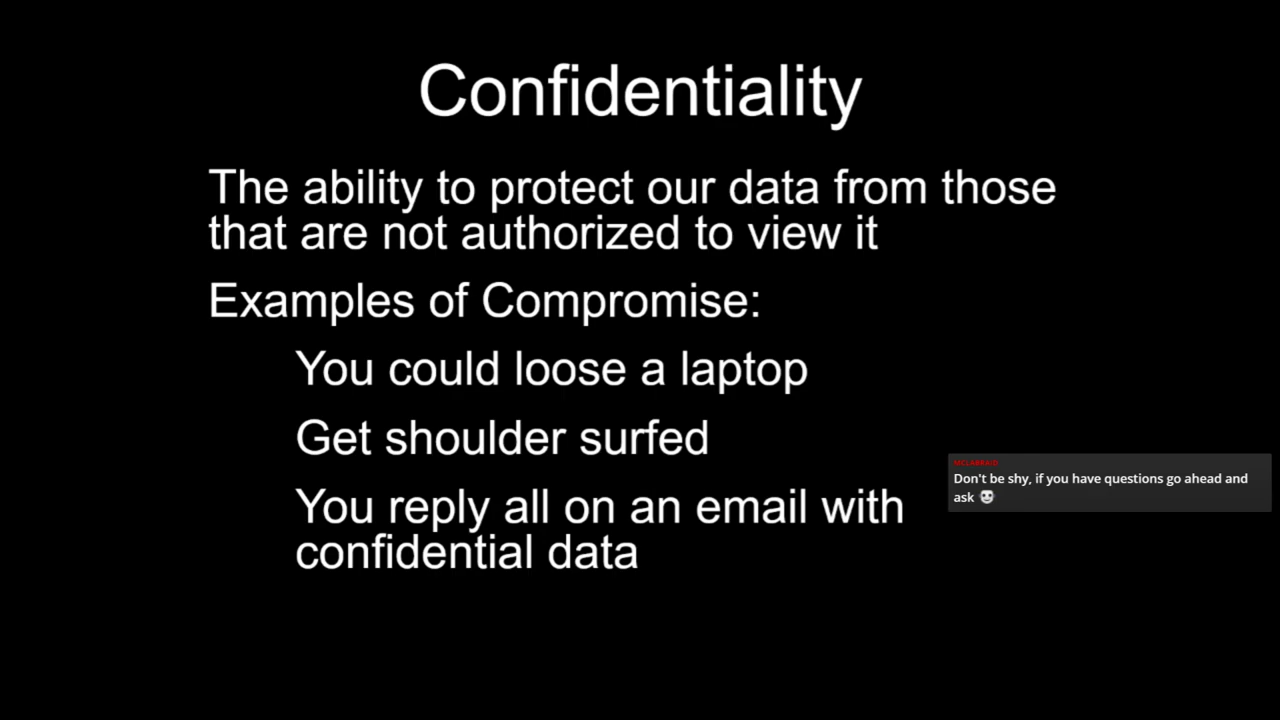 Confidentiality
The ability to protect our data from those
that are not authorized to view it
Examples of Compromise:
You could loose a laptop
Get shoulder surfed
You reply all on an email with
confidential data
MCLABRAID
Don't be shy, if you have questions go ahead and
ask